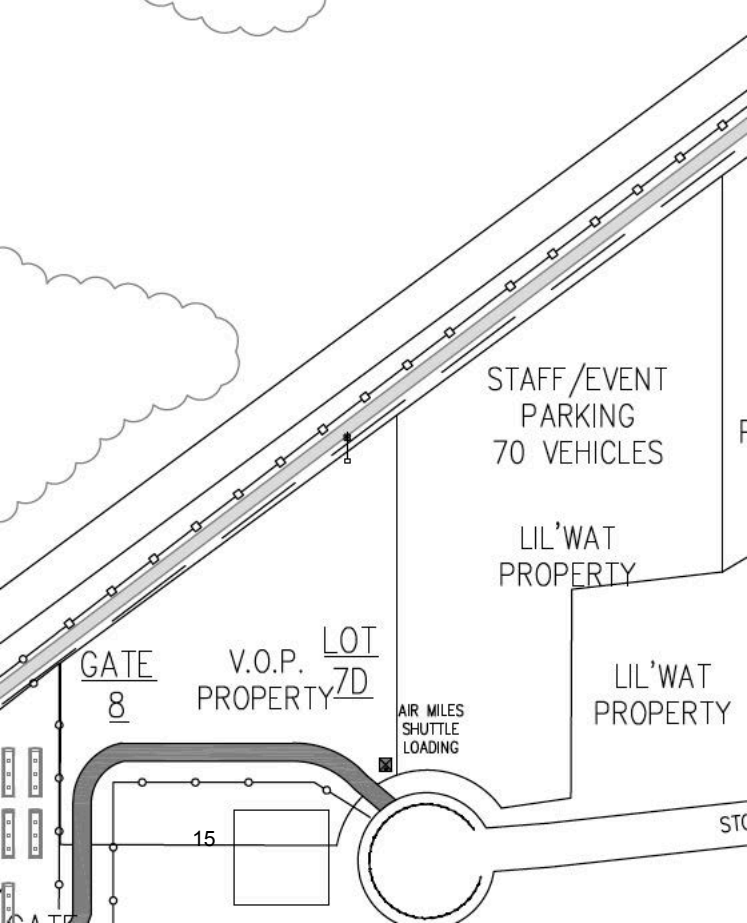 STAFF/EVENT
PARKING
70 VEHICLES
LIL'WAT
PROPERTY
GATE
8
V.O.P.
PROPERTY
LOT
7D
LIL'WAT
PROPERTY
AIR MILES
SHUTTLE
LOADING
15
GATE